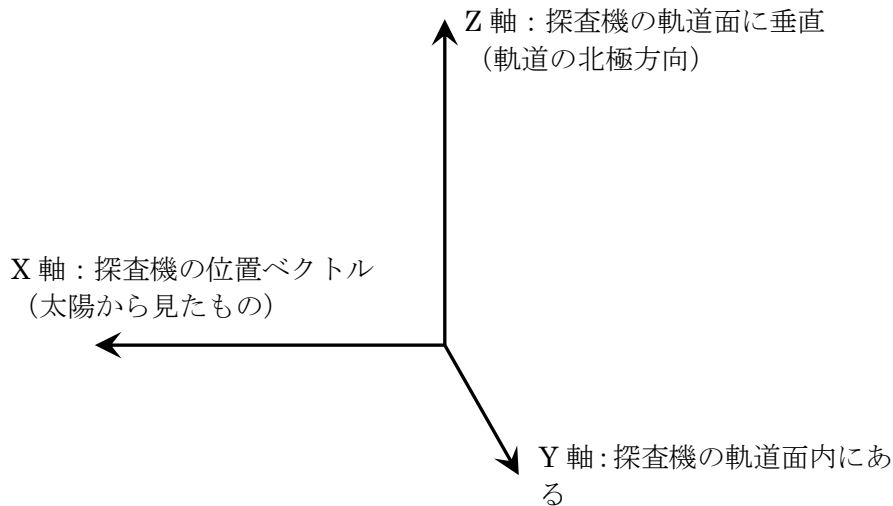 Z 軸：探査機の軌道面に垂直
（軌道の北極方向）
X 軸：探査機の位置ベクトル
（太陽から見たもの）
Y 軸：探査機の軌道面内にあ
る